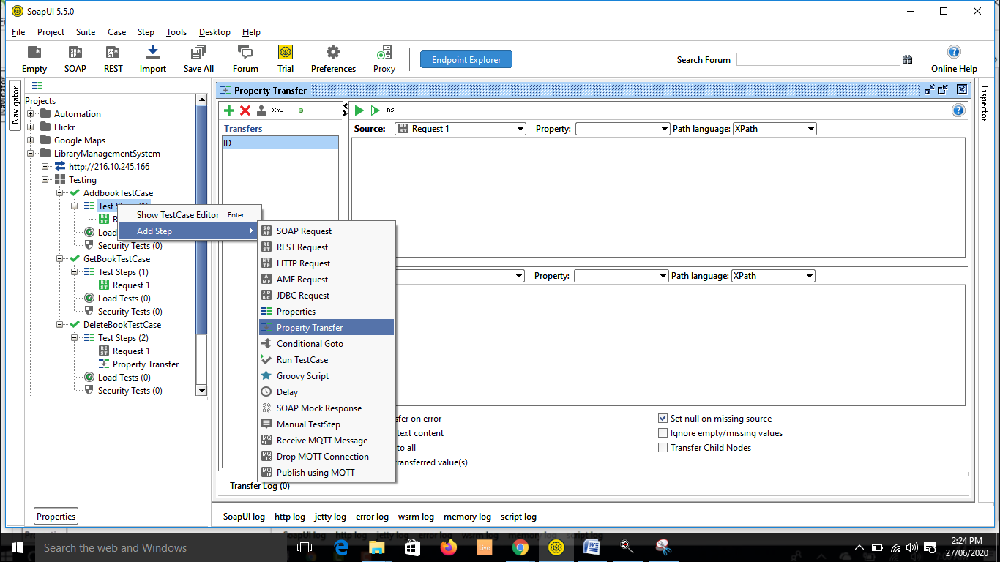 SoapUI 5.5.0
File Project Suite Case Step Tools Desktop Help
Empty SOAP REST Import Save All Forum Trial Preferences Proxy Endpoint Explorer Search Forum Online Help
Navigator
Inspector
Projects
Automation
Flickr
Google Maps
LibraryManagementSystem
http://216.10.245.166
Testing
AddbookTestCase
Test Steps (1)
R
Load
Security Tests (0)
GetBookTestCase
Test Steps (1)
Request 1
Load Tests (0)
Security Tests (0)
DeleteBookTestCase
Test Steps (2)
Request 1
Property Transfer
Load Tests (0)
Security Tests (0)
Properties
Show TestCase Editor Enter
Add Step
SOAP Request
REST Request
HTTP Request
AMF Request
JDBC Request
Properties
Property Transfer
Conditional Goto
Run TestCase
Groovy Script
Delay
SOAP Mock Response
Manual TestStep
Receive MQTT Message
Drop MQTT Connection
Publish using MQTT
Property Transfer
XY-
ns:
Transfers
ID
Source: Request 1 Property: Path language: XPath
Property: Path language: XPath
sfer on error
text content
to all
transferred value(s)
Set null on missing source
Ignore empty/missing values
Transfer Child Nodes
Transfer Log (0)
SoapUI log http log jetty log error log wsrm log memory log script log
Search the web and Windows
Live
2:24 PM
27/06/2020